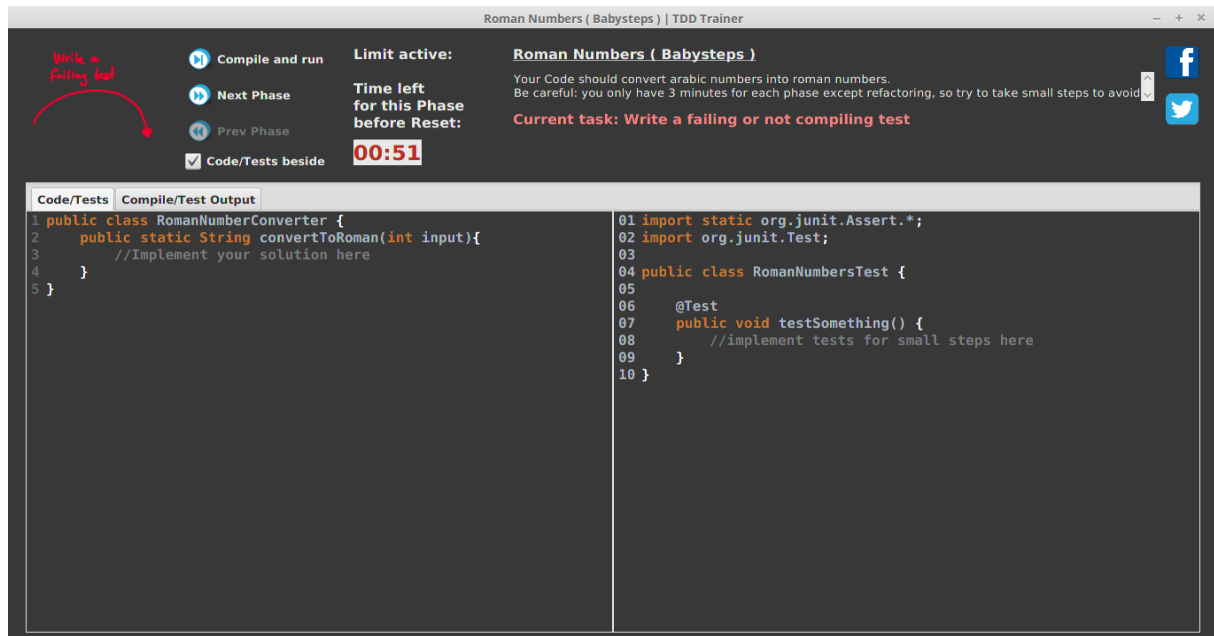 Roman Numbers ( Babysteps ) | TDD Trainer
Write a
failing test
Compile and run
Next Phase
Prev Phase
Code/Tests beside
Limit active:
Time left
for this Phase
before Reset:
00:51
Roman Numbers ( Babysteps )
Your Code should convert arabic numbers into roman numbers.
Be careful: you only have 3 minutes for each phase except refactoring, so try to take small steps to avoid
Current task: Write a failing or not compiling test
f
Code/Tests Compile/Test Output
1 public class RomanNumberConverter {
2     public static String convertToRoman(int input){
3         //Implement your solution here
4     }
5 }
01 import static org.junit.Assert.*;
02 import org.junit.Test;
03
04 public class RomanNumbersTest {
05
06     @Test
07     public void testSomething() {
08         //implement tests for small steps here
09     }
10 }